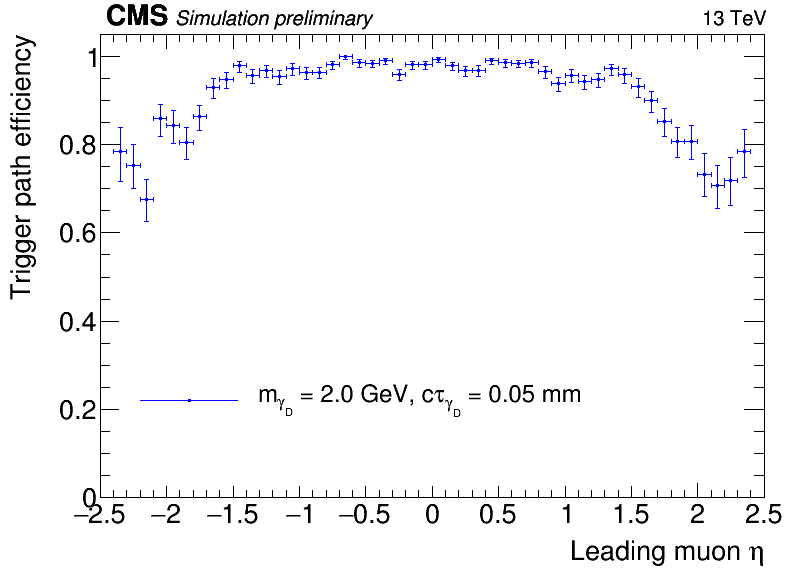 CMS Simulation preliminary 13 TeV
Trigger path efficiency
1
0.8
0.6
0.4
0.2
0
mγD = 2.0 GeV, cτγD = 0.05 mm
−2.5 −2 −1.5 −1 −0.5 0 0.5 1 1.5 2 2.5
Leading muon η